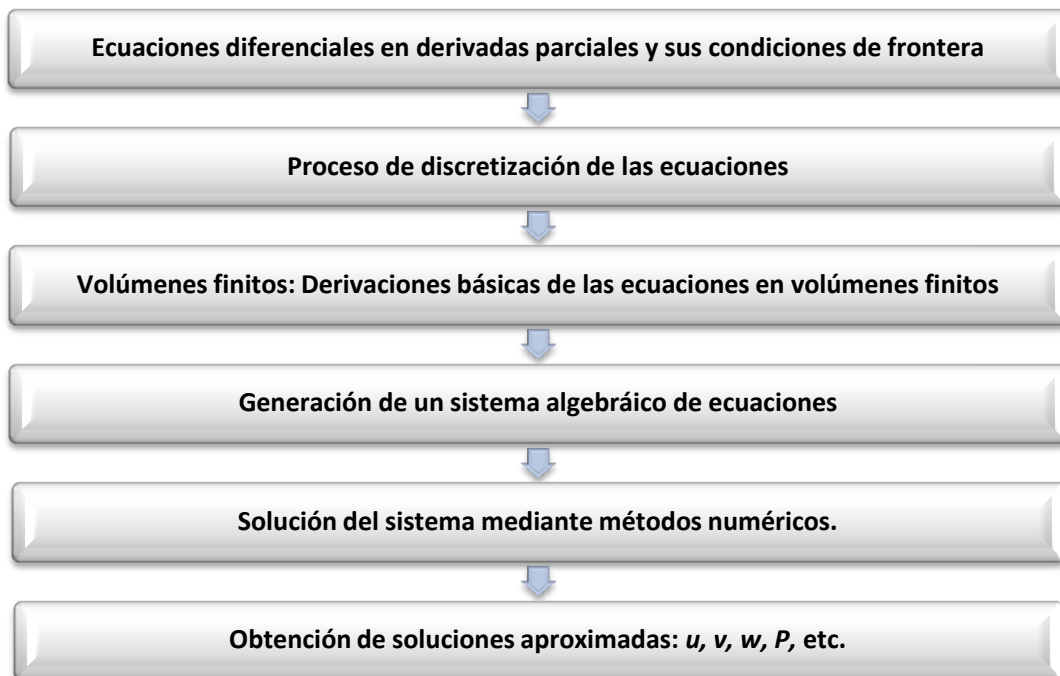 Ecuaciones diferenciales en derivadas parciales y sus condiciones de frontera
Proceso de discretización de las ecuaciones
Volúmenes finitos: Derivaciones básicas de las ecuaciones en volúmenes finitos
Generación de un sistema algebráico de ecuaciones
Solución del sistema mediante métodos numéricos.
Obtención de soluciones aproximadas: u, v, w, P, etc.